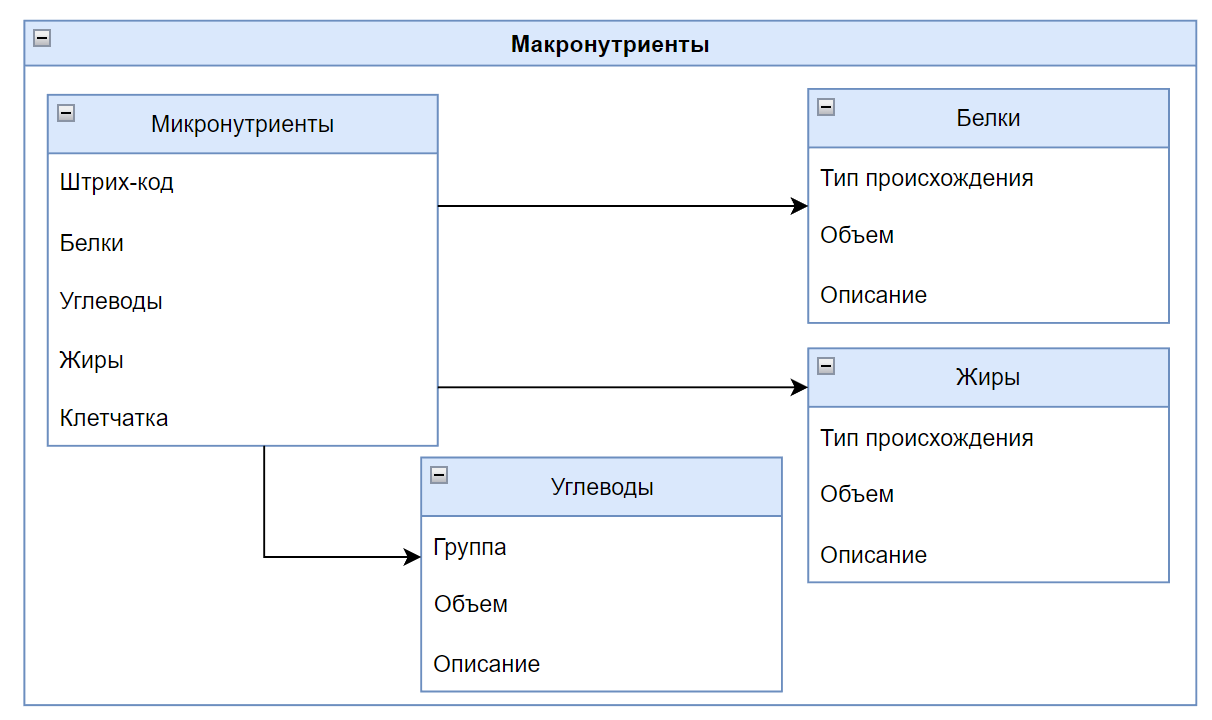 Макронутриенты
Микронутриенты
Штрих-код
Белки
Углеводы
Жиры
Клетчатка
Белки
Тип происхождения
Объем
Описание
Жиры
Тип происхождения
Объем
Описание
Углеводы
Группа
Объем
Описание